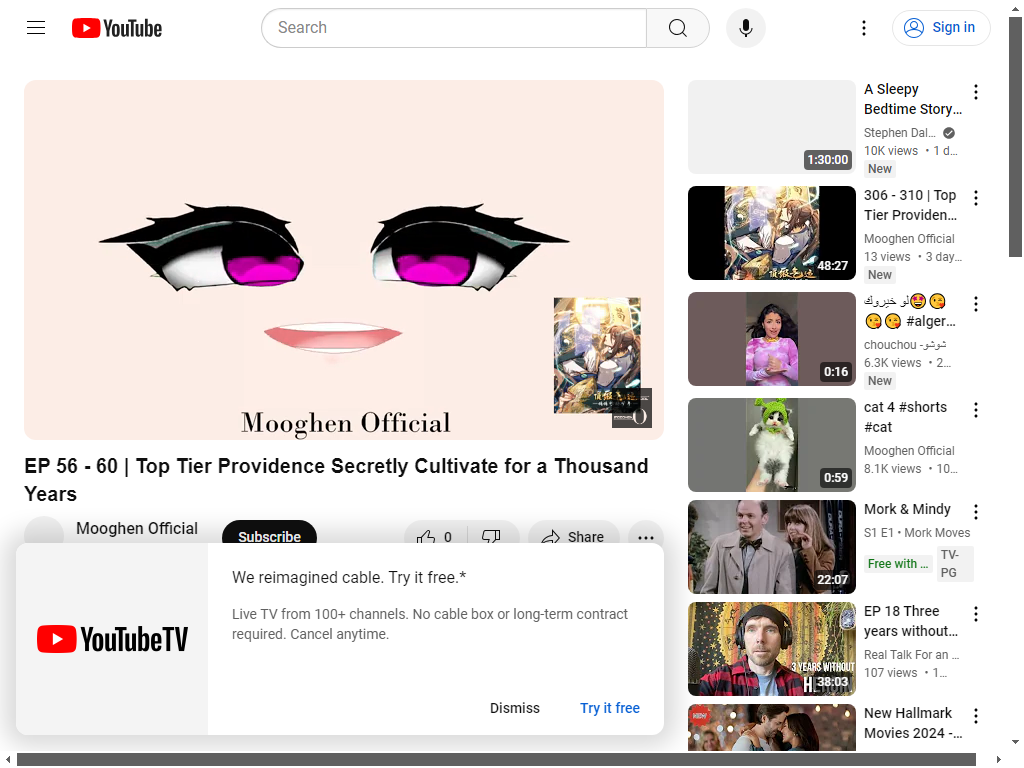 YouTube
Search
Sign in
Mooghen Official
EP 56 - 60 | Top Tier Providence Secretly Cultivate for a Thousand
Years
Mooghen Official
Subscribe
0
Share
We reimagined cable. Try it free.*
Live TV from 100+ channels. No cable box or long-term contract
required. Cancel anytime.
YouTubeTV
Dismiss
Try it free
A Sleepy
Bedtime Story…
Stephen Dal…
10K views • 1 d…
New
1:30:00
306 - 310 | Top
Tier Providen…
Mooghen Official
13 views • 3 day…
New
48:27
لو خيروك🤩😘
😘😘 #alger…
chouchou -شوشو
6.3K views • 2…
New
0:16
cat 4 #shorts
#cat
Mooghen Official
8.1K views • 10…
0:59
Mork & Mindy
S1 E1 • Mork Moves
Free with …
TV-
PG
22:07
EP 18 Three
years without…
Real Talk For an …
107 views • 1…
3 YEARS WITHOUT
38:03
New Hallmark
Movies 2024 -…
NEW